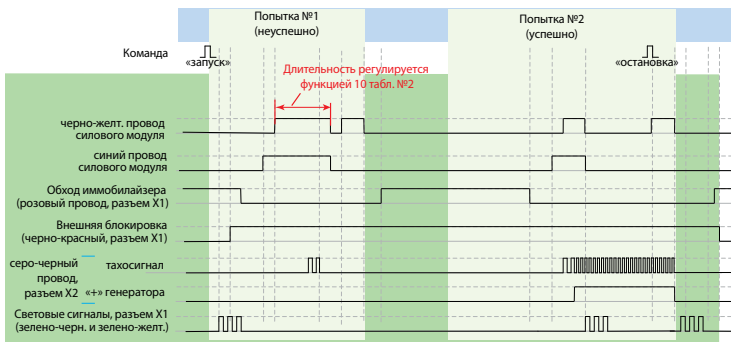 Попытка №1
(неуспешно)
Попытка №2
(успешно)
Команда
«запуск»
«остановка»
Длительность регулируется
функцией 10 табл. №2
черно-желт. провод
силового модуля
синий провод
силового модуля
Обход иммобилайзера
(розовый провод, разъем X1)
Внешняя блокировка
(черно-красный, разъем X1)
серо-черный
провод,
разъем X2
тахосигнал
«+» генератора
Световые сигналы, разъем X1
(зелено-черн. и зелено-желт.)